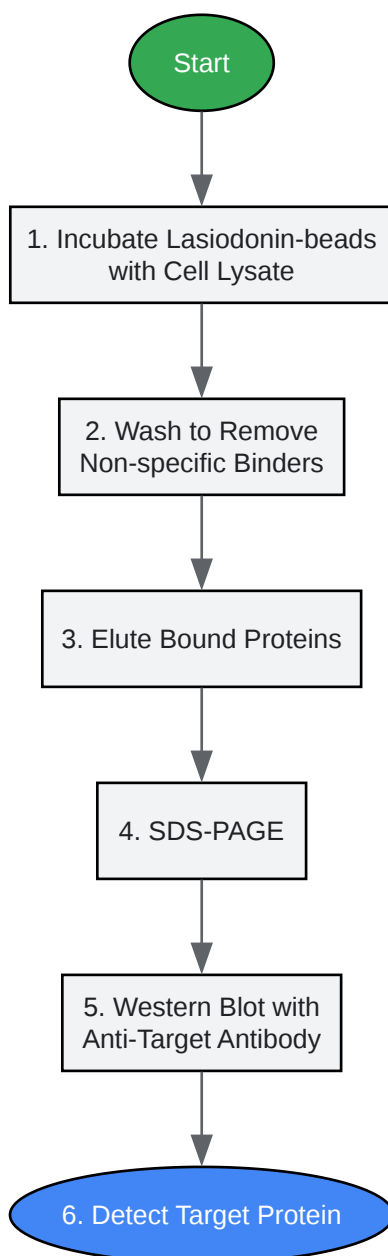 Start
1. Incubate Lasiodonin-beads
with Cell Lysate
2. Wash to Remove
Non-specific Binders
3. Elute Bound Proteins
4. SDS-PAGE
5. Western Blot with
Anti-Target Antibody
6. Detect Target Protein